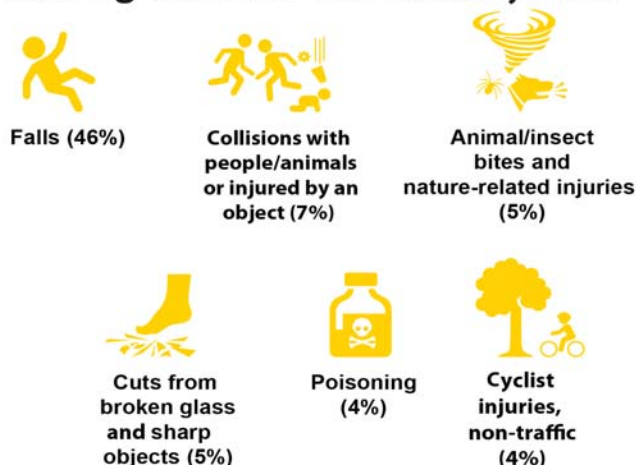 Falls (46%)
Collisions with
people/animals
or injured by an
object (7%)
Animal/insect
bites and
nature-related injuries
(5%)
Cuts from
broken glass
and sharp
objects (5%)
Poisoning
(4%)
Cyclist
injuries,
non-traffic
(4%)